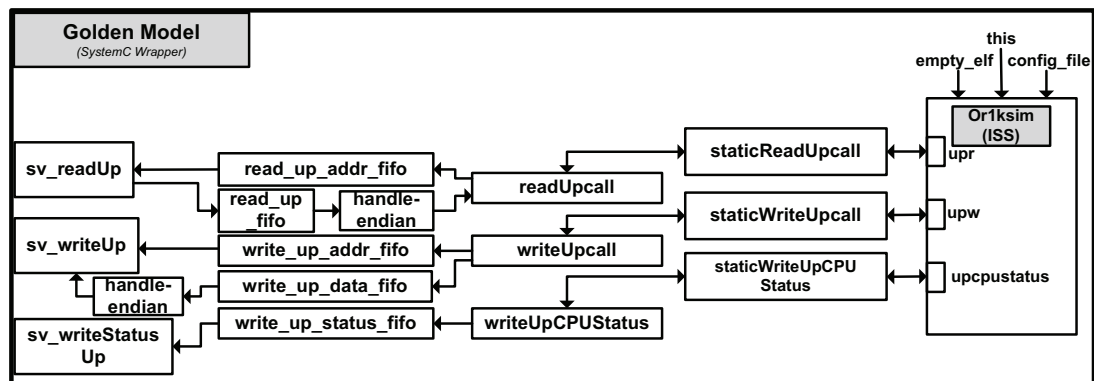 Golden Model
(SystemC Wrapper)
this
empty_elf config_file
Or1ksim
(ISS)
sv_readUp
read_up_addr_fifo
readUpcall
staticReadUpcall
upr
read_up
_fifo
handle-
endian
sv_writeUp
write_up_addr_fifo
writeUpcall
staticWriteUpcall
upw
handle-
endian
write_up_data_fifo
staticWriteUpCPU
Status
upcpustatus
sv_writeStatus
Up
write_up_status_fifo
writeUpCPUStatus